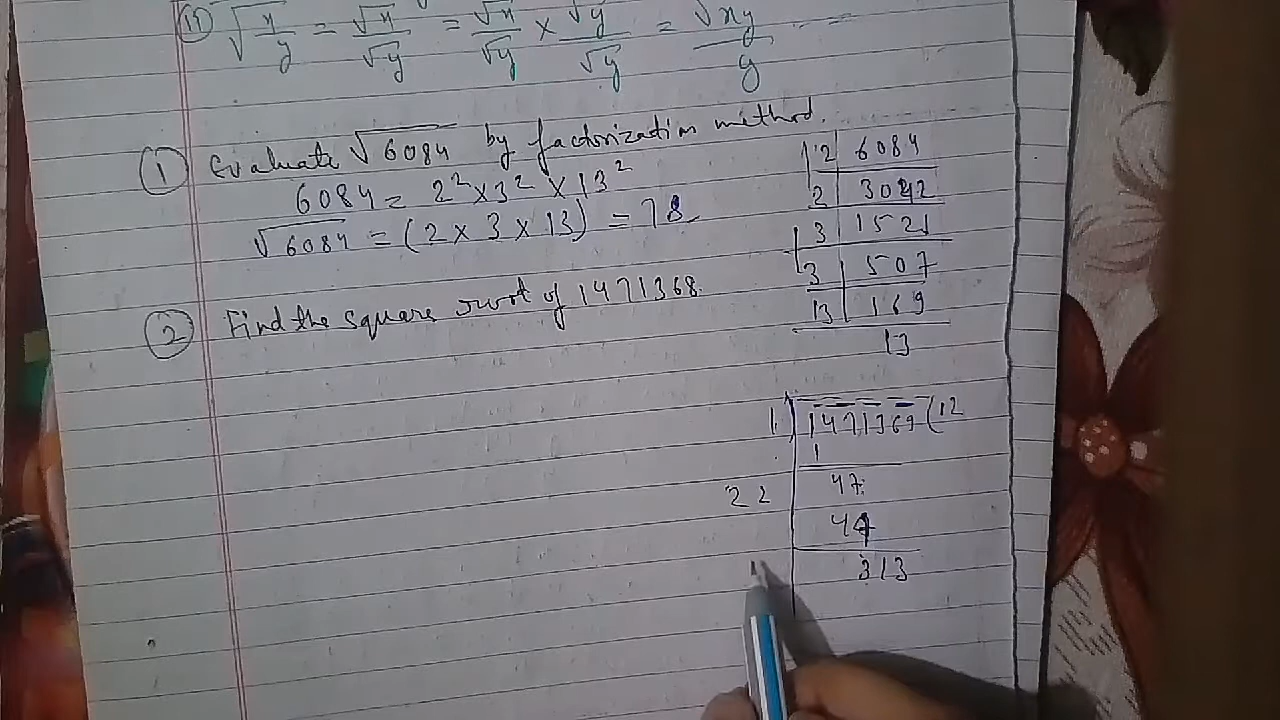 (ii) √x/y = √x/√y = √x/√y × √y/√y = √xy/y
① Evaluate √6084 by factorization method.
6084 = 2² × 3² × 13²
√6084 = (2 × 3 × 13) = 78
② Find the square root of 1471368.
2 | 6084
2 | 3042
3 | 1521
3 | 507
13 | 169
13
1 ) 1471369 ( 12
1
22 47
44
313